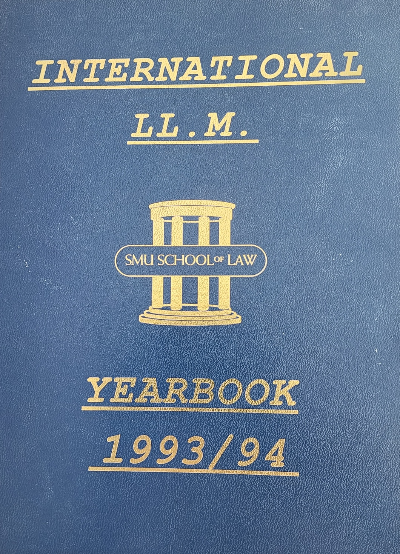 INTERNATIONAL
LL.M.
SMU SCHOOL OF LAW
YEARBOOK
1993/94